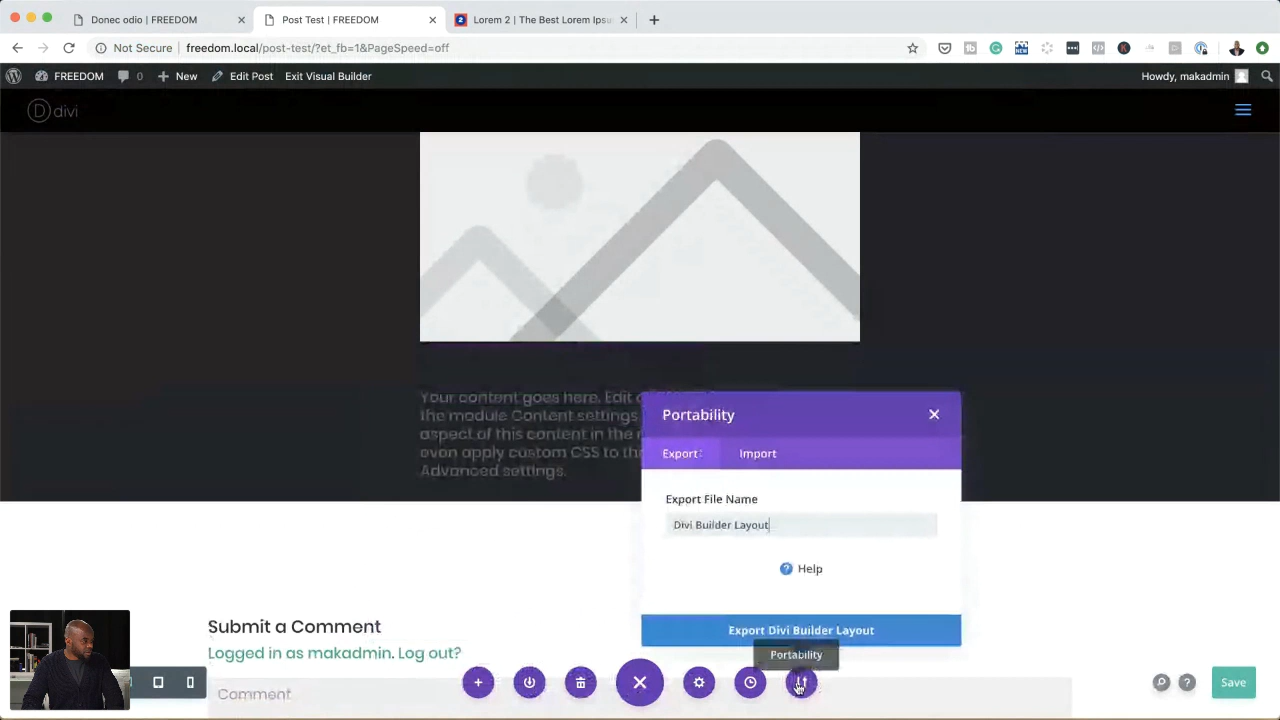 Donec odio | FREEDOM
Post Test | FREEDOM
Lorem 2 | The Best Lorem Ipsu
Not Secure
freedom.local/post-test/?et_fb=1&PageSpeed=off
FREEDOM
0
New
Edit Post
Exit Visual Builder
Howdy, makadmin
D divi
Your content goes here. Edit
the module Content settings
aspect of this content in the
even apply custom CSS to the
Advanced settings.
Portability
Export
Import
Export File Name
Divi Builder Layout
Help
Export Divi Builder Layout
Portability
Submit a Comment
Logged in as makadmin. Log out?
Comment
Save